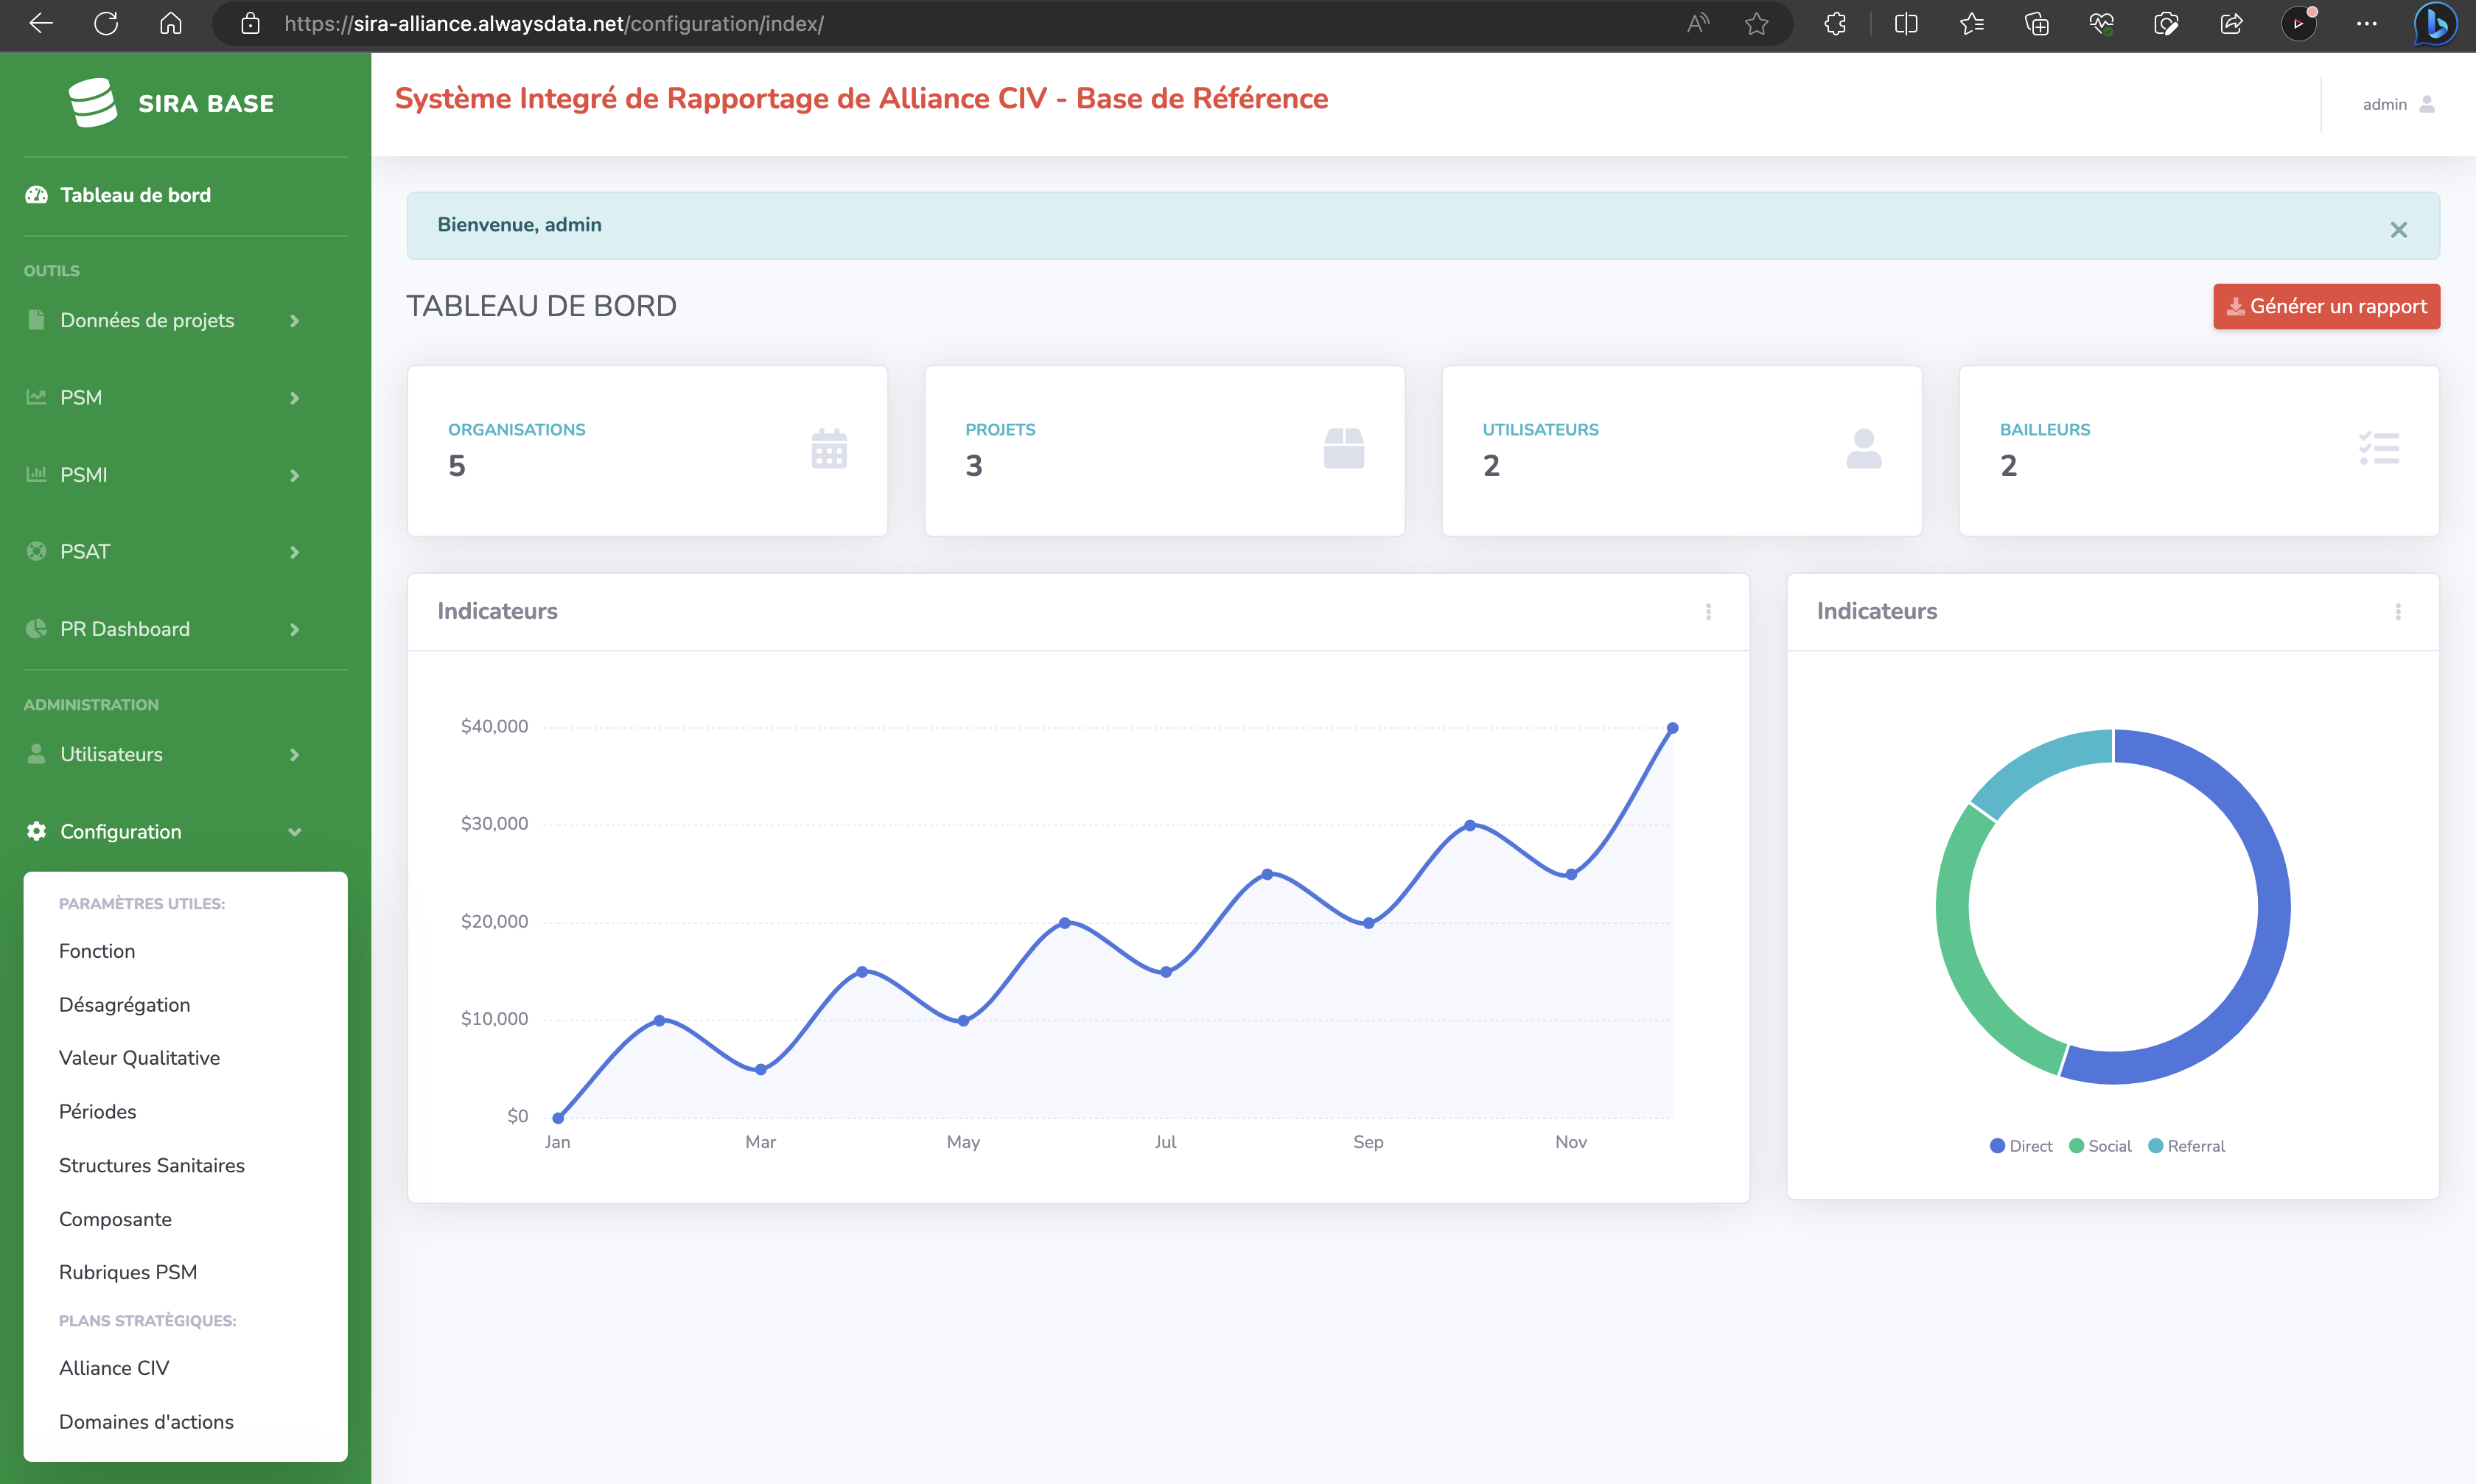 https://sira-alliance.alwaysdata.net/configuration/index/
SIRA BASE
Tableau de bord
OUTILS
Données de projets
PSM
PSMI
PSAT
PR Dashboard
ADMINISTRATION
Utilisateurs
Configuration
PARAMÈTRES UTILES:
Fonction
Désagrégation
Valeur Qualitative
Périodes
Structures Sanitaires
Composante
Rubriques PSM
PLANS STRATÈGIQUES:
Alliance CIV
Domaines d'actions
Système Integré de Rapportage de Alliance CIV - Base de Référence
admin
Bienvenue, admin
TABLEAU DE BORD
Générer un rapport
ORGANISATIONS
5
PROJETS
3
UTILISATEURS
2
BAILLEURS
2
Indicateurs
$40,000
$30,000
$20,000
$10,000
$0
Jan Mar May Jul Sep Nov
Indicateurs
Direct Social Referral